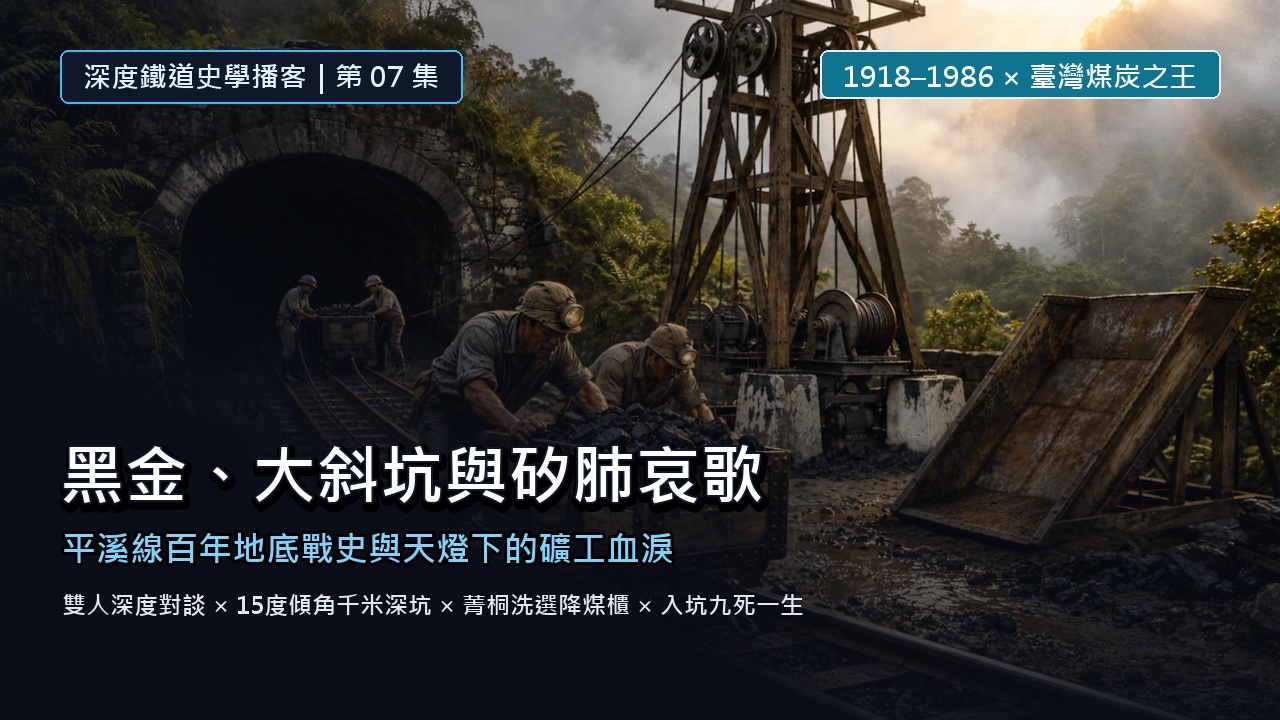 深度鐵道史學播客 | 第 07 集
1918–1986 × 臺灣煤炭之王
黑金、大斜坑與矽肺哀歌
平溪線百年地底戰史與天燈下的礦工血淚
雙人深度對談 × 15度傾角千米深坑 × 菁桐洗選降煤櫃 × 入坑九死一生